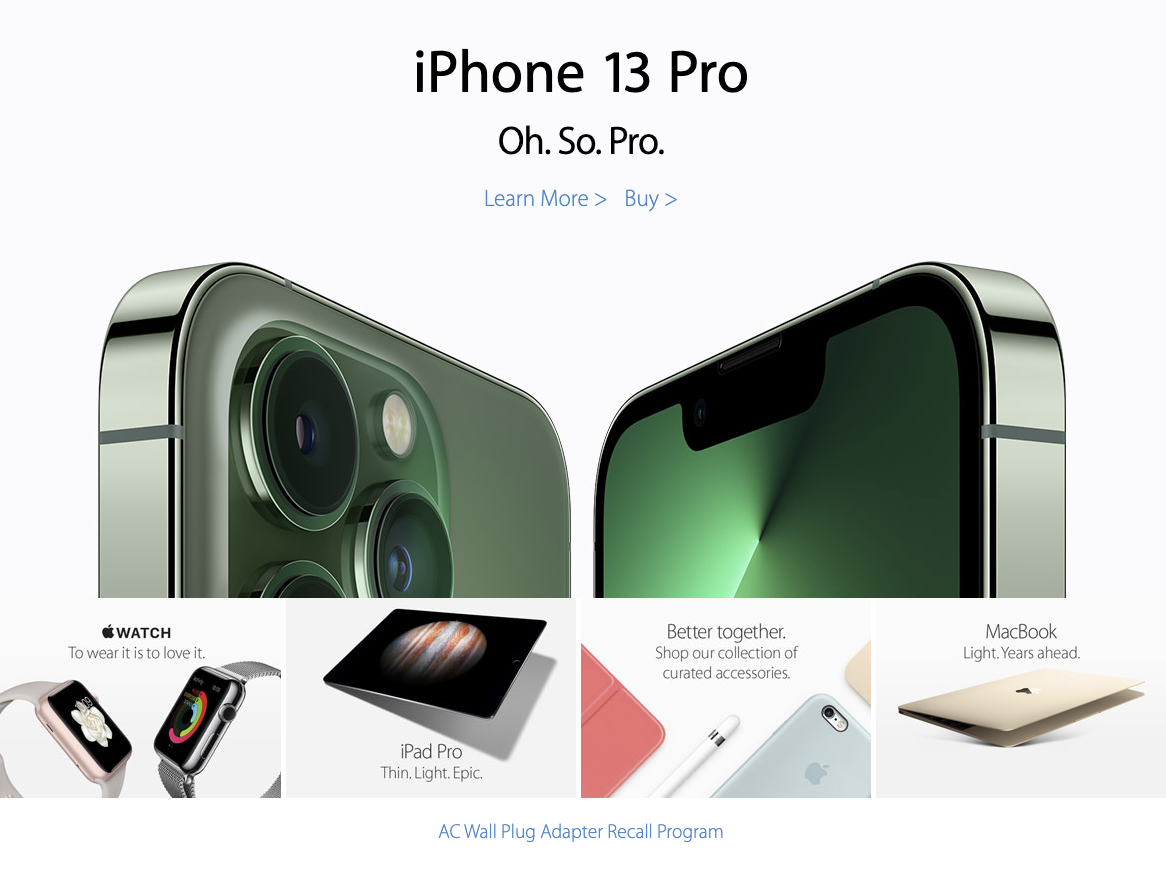 iPhone 13 Pro
Oh. So. Pro.
Learn More > Buy >
WATCH
To wear it is to love it.
iPad Pro
Thin. Light. Epic.
Better together.
Shop our collection of
curated accessories.
MacBook
Light. Years ahead.
AC Wall Plug Adapter Recall Program